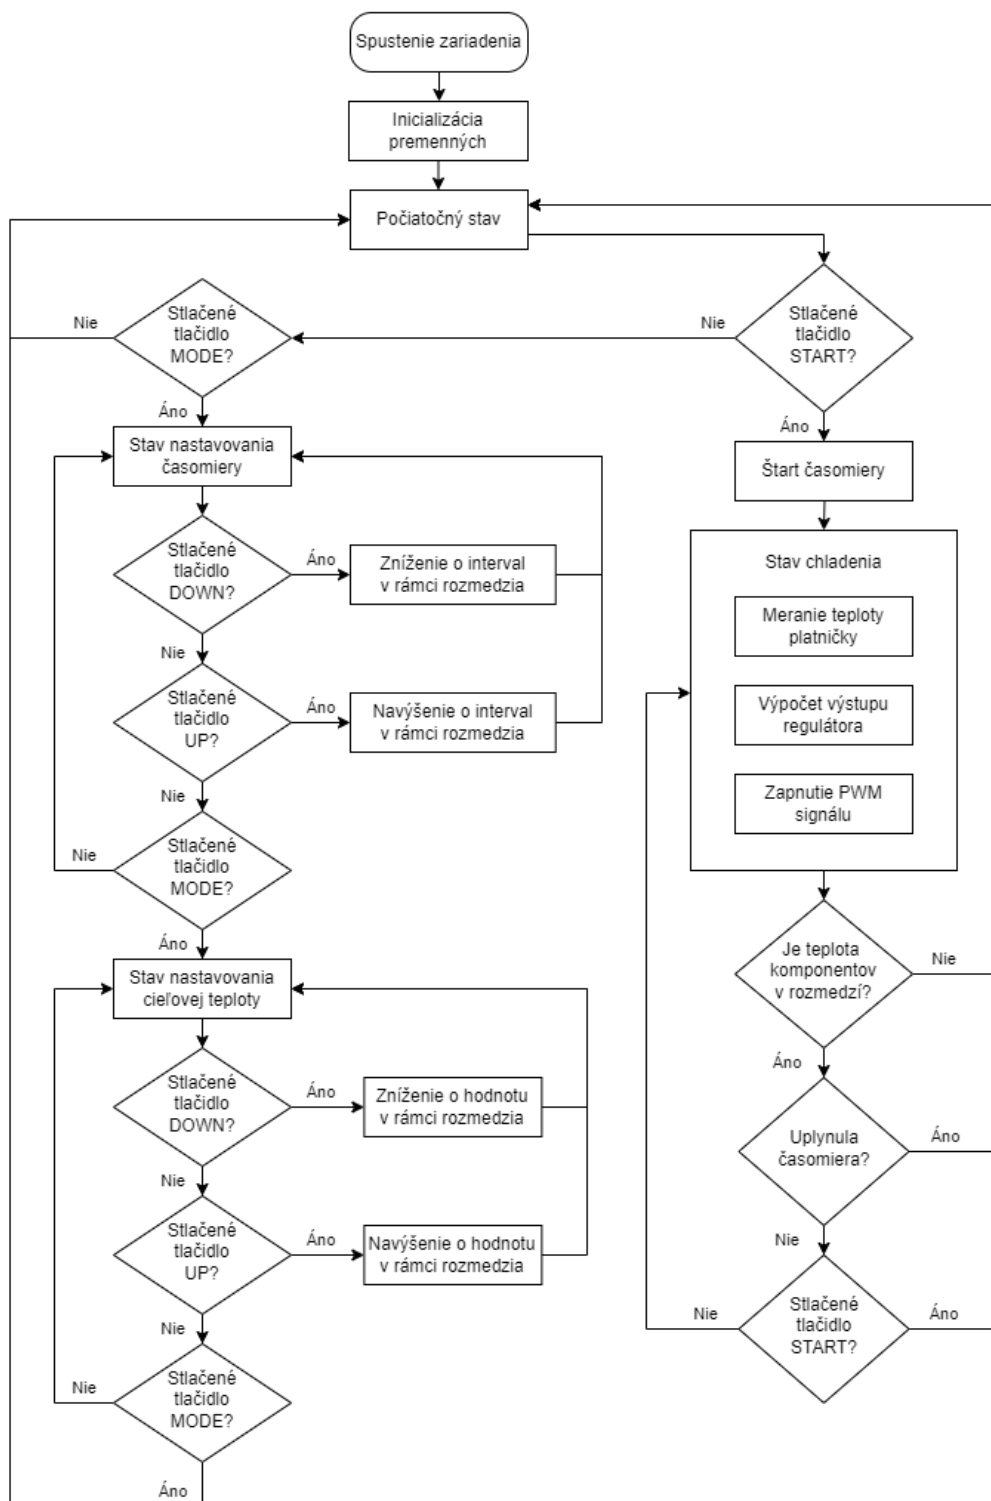 Spustenie zariadenia
Inicializácia
premenných
Počiatočný stav
Nie
Stlačené
tlačidlo
MODE?
Nie
Stlačené
tlačidlo
START?
Áno
Áno
Stav nastavovania
časomiery
Štart časomiery
Stlačené
tlačidlo
DOWN?
Áno
Zníženie o interval
v rámci rozmedzia
Stav chladenia
Meranie teploty
platničky
Nie
Stlačené
tlačidlo
UP?
Áno
Navýšenie o interval
v rámci rozmedzia
Výpočet výstupu
regulátora
Nie
Zapnutie PWM
signálu
Nie
Stlačené
tlačidlo
MODE?
Áno
Stav nastavovania
cieľovej teploty
Je teplota
komponentov
v rozmedzí?
Nie
Áno
Stlačené
tlačidlo
DOWN?
Áno
Zníženie o hodnotu
v rámci rozmedzia
Uplynula
časomiera?
Áno
Nie
Stlačené
tlačidlo
UP?
Áno
Navýšenie o hodnotu
v rámci rozmedzia
Nie
Nie
Stlačené
tlačidlo
START?
Áno
Nie
Nie
Stlačené
tlačidlo
MODE?
Áno